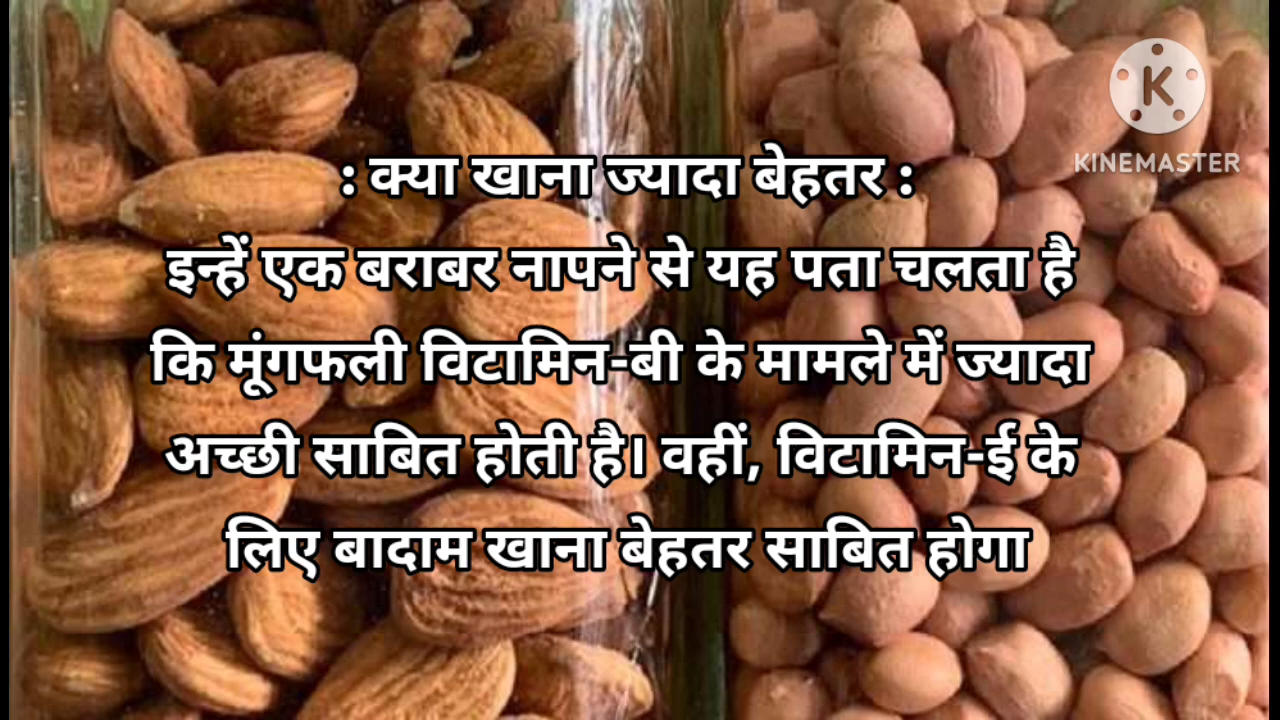 K
KINEMASTER
: क्या खाना ज्यादा बेहतर :
इन्हें एक बराबर नापने से यह पता चलता है
कि मूंगफली विटामिन-बी के मामले में ज्यादा
अच्छी साबित होती है। वहीं, विटामिन-ई के
लिए बादाम खाना बेहतर साबित होगा